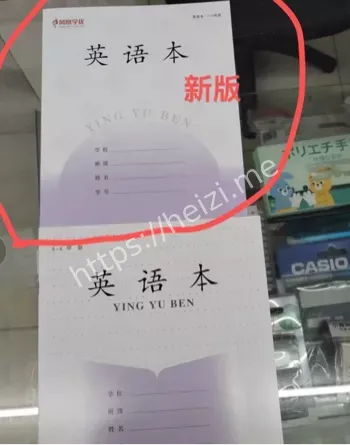 英语本
新版
YING YU BEN
学校
班级
姓名
学号
https://heizi.me
ポリエチ手
CASIO
英语本
YING YU BEN
学校
班级
姓名